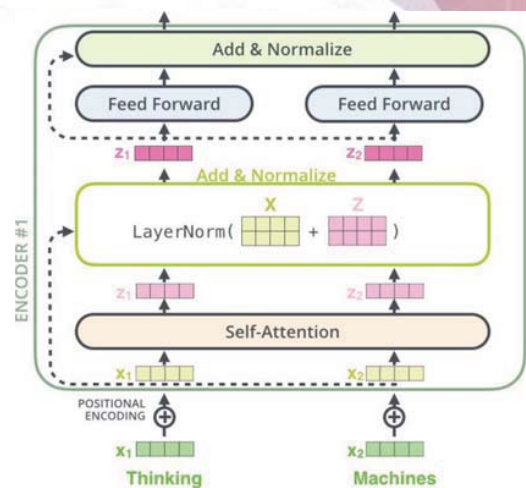 Add & Normalize
Feed Forward Feed Forward
z1 z2
Add & Normalize
X Z
LayerNorm( + )
z1 z2
Self-Attention
x1 x2
ENCODER #1
POSITIONAL
ENCODING
x1 x2
Thinking Machines